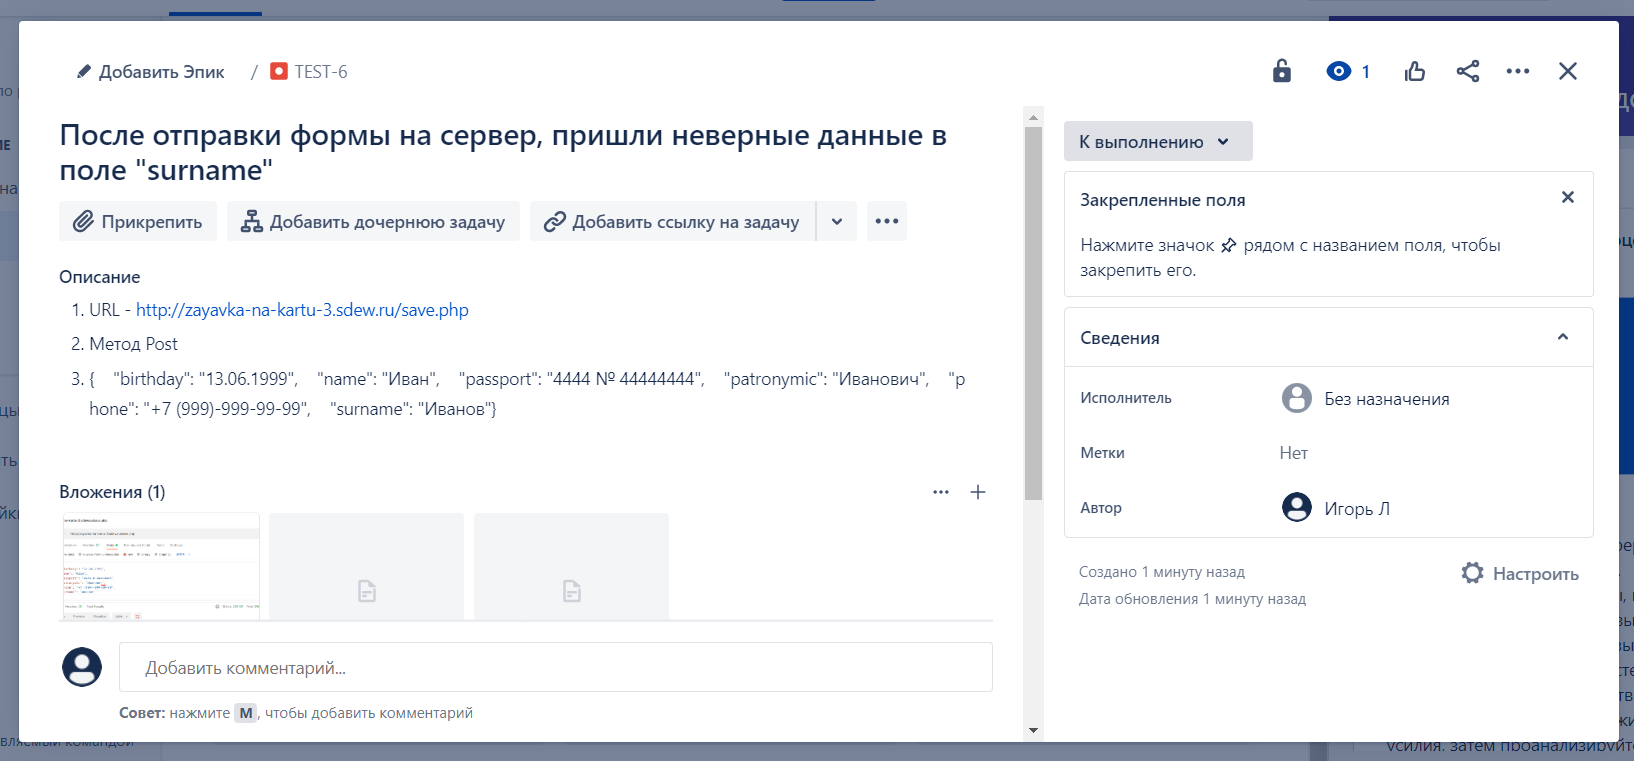 Добавить Эпик / TEST-6
1
После отправки формы на сервер, пришли неверные данные в
поле "surname"
Прикрепить
Добавить дочернюю задачу
Добавить ссылку на задачу
Описание
1. URL - http://zayavka-na-kartu-3.sdew.ru/save.php
2. Метод Post
3. { "birthday": "13.06.1999", "name": "Иван", "passport": "4444 № 44444444", "patronymic": "Иванович", "p
hone": "+7 (999)-999-99-99", "surname": "Иванов"}
Вложения (1)
Добавить комментарий...
Совет: нажмите M, чтобы добавить комментарий
К выполнению
Закрепленные поля
Нажмите значок рядом с названием поля, чтобы
закрепить его.
Сведения
Исполнитель
Без назначения
Метки
Нет
Автор
Игорь Л
Создано 1 минуту назад
Дата обновления 1 минуту назад
Настроить
усилия, затем проанализируйте